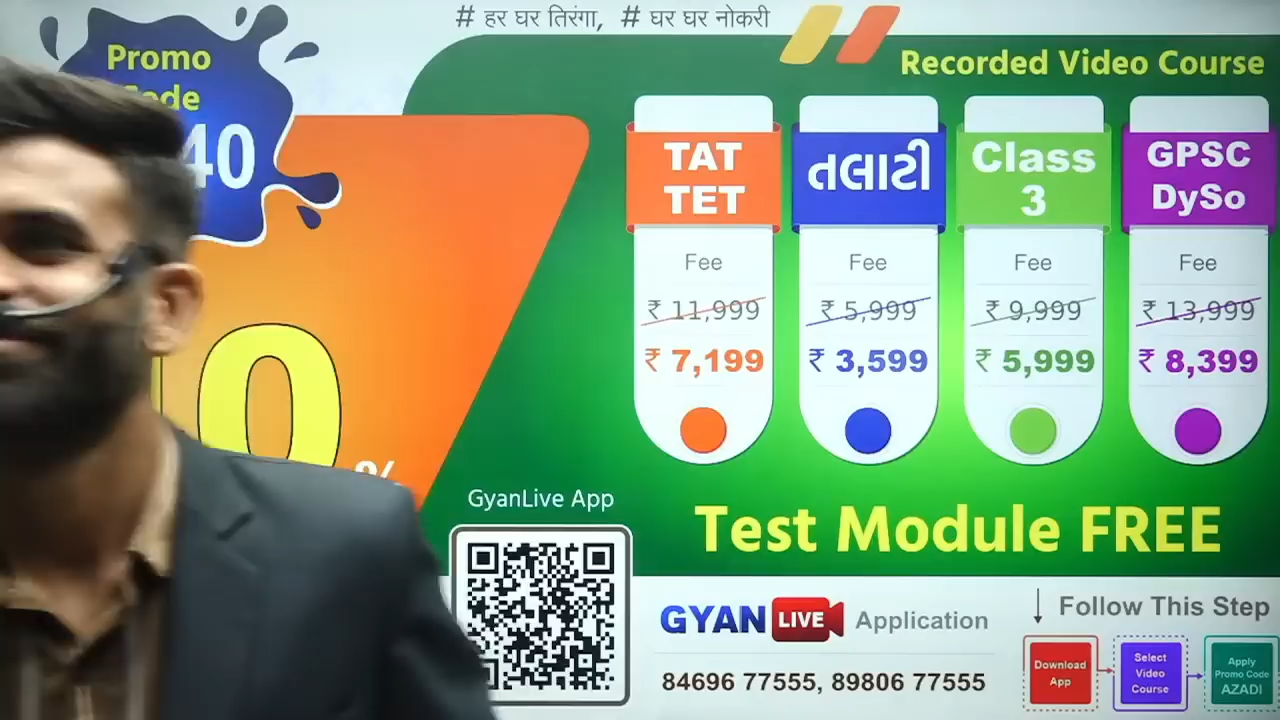 # हर घर तिरंगा, # घर घर नोकरी
Promo
40
0
%
Recorded Video Course
TAT
TET
Fee
₹ 11,999
₹ 7,199
તલાટી
Fee
₹ 5,999
₹ 3,599
Class
3
Fee
₹ 9,999
₹ 5,999
GPSC
DySo
Fee
₹ 13,999
₹ 8,399
Test Module FREE
GyanLive App
GYAN LIVE Application
84696 77555, 89806 77555
Follow This Step
Download
App
Select
Video
Course
Apply
Promo Code
AZADI